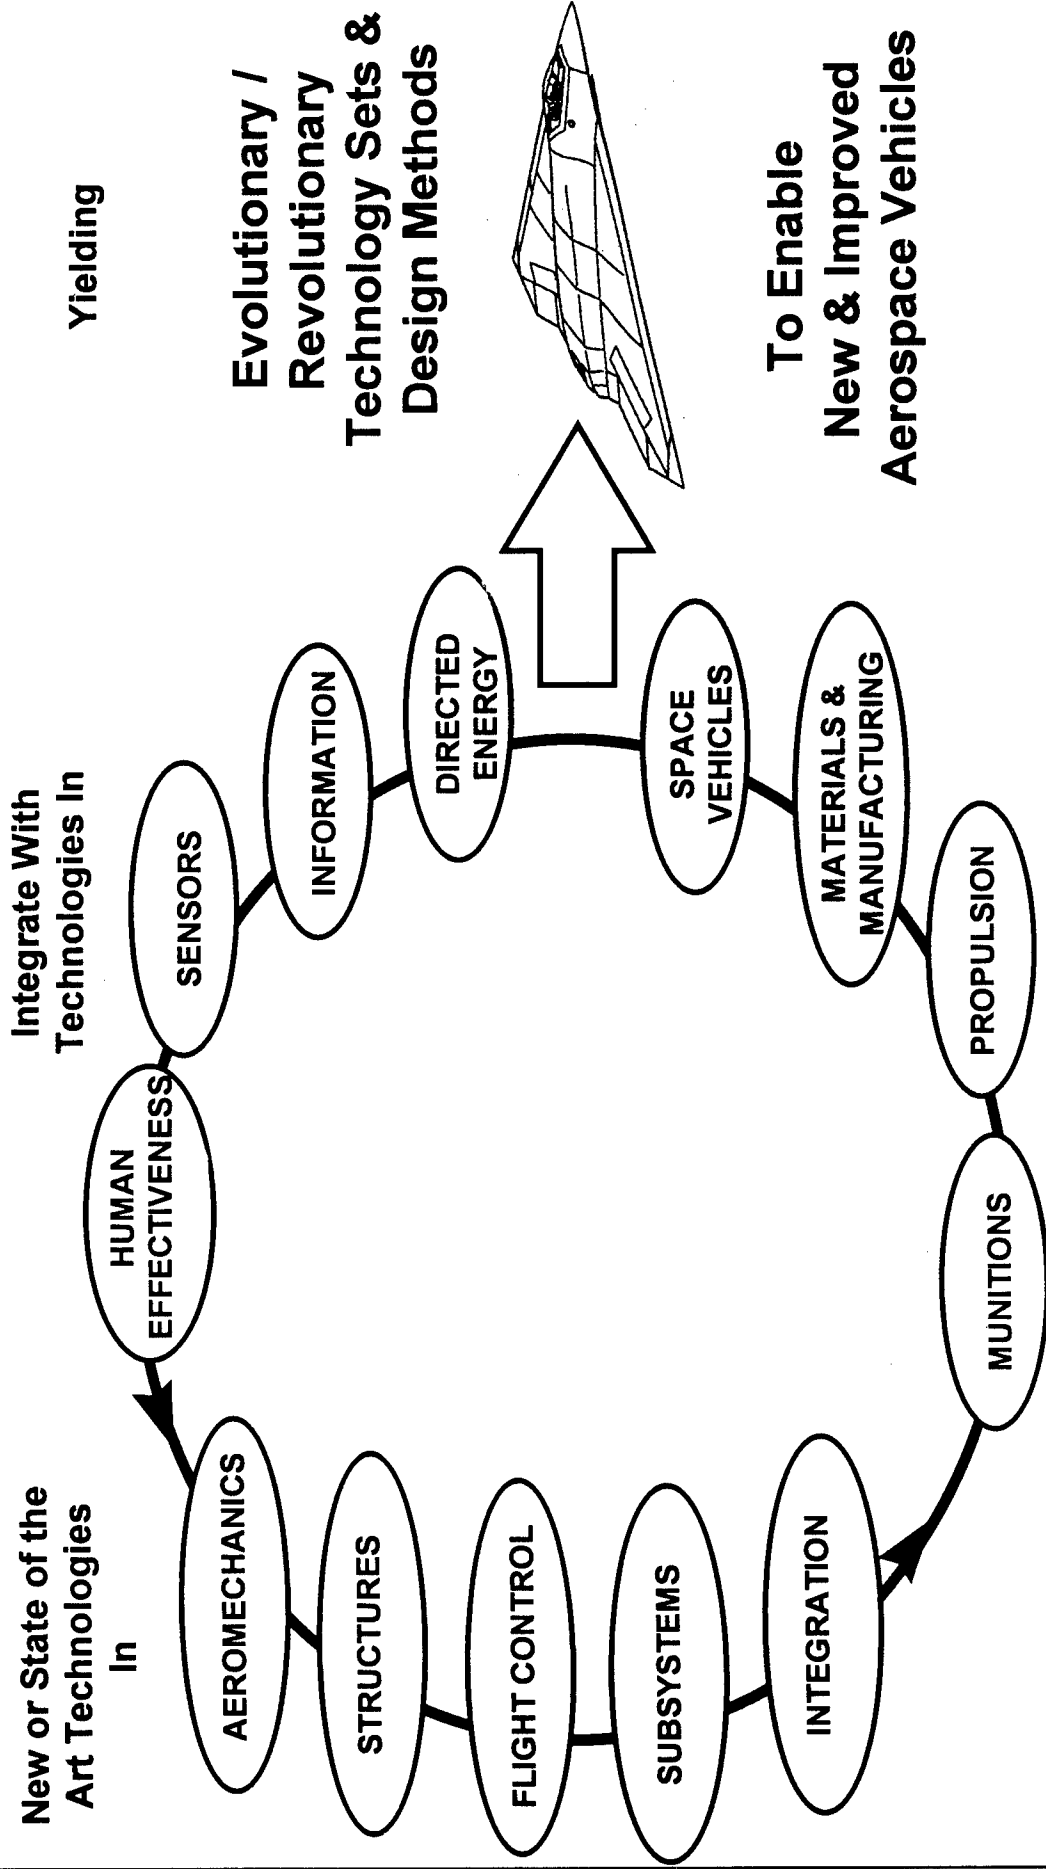 New or State of the
Art Technologies
In
Integrate With
Technologies In
Yielding
AEROMECHANICS
STRUCTURES
FLIGHT CONTROL
SUBSYSTEMS
INTEGRATION
HUMAN
EFFECTIVENESS
SENSORS
INFORMATION
DIRECTED
ENERGY
SPACE
VEHICLES
MATERIALS &
MANUFACTURING
PROPULSION
MUNITIONS
Evolutionary /
Revolutionary
Technology Sets &
Design Methods
To Enable
New & Improved
Aerospace Vehicles